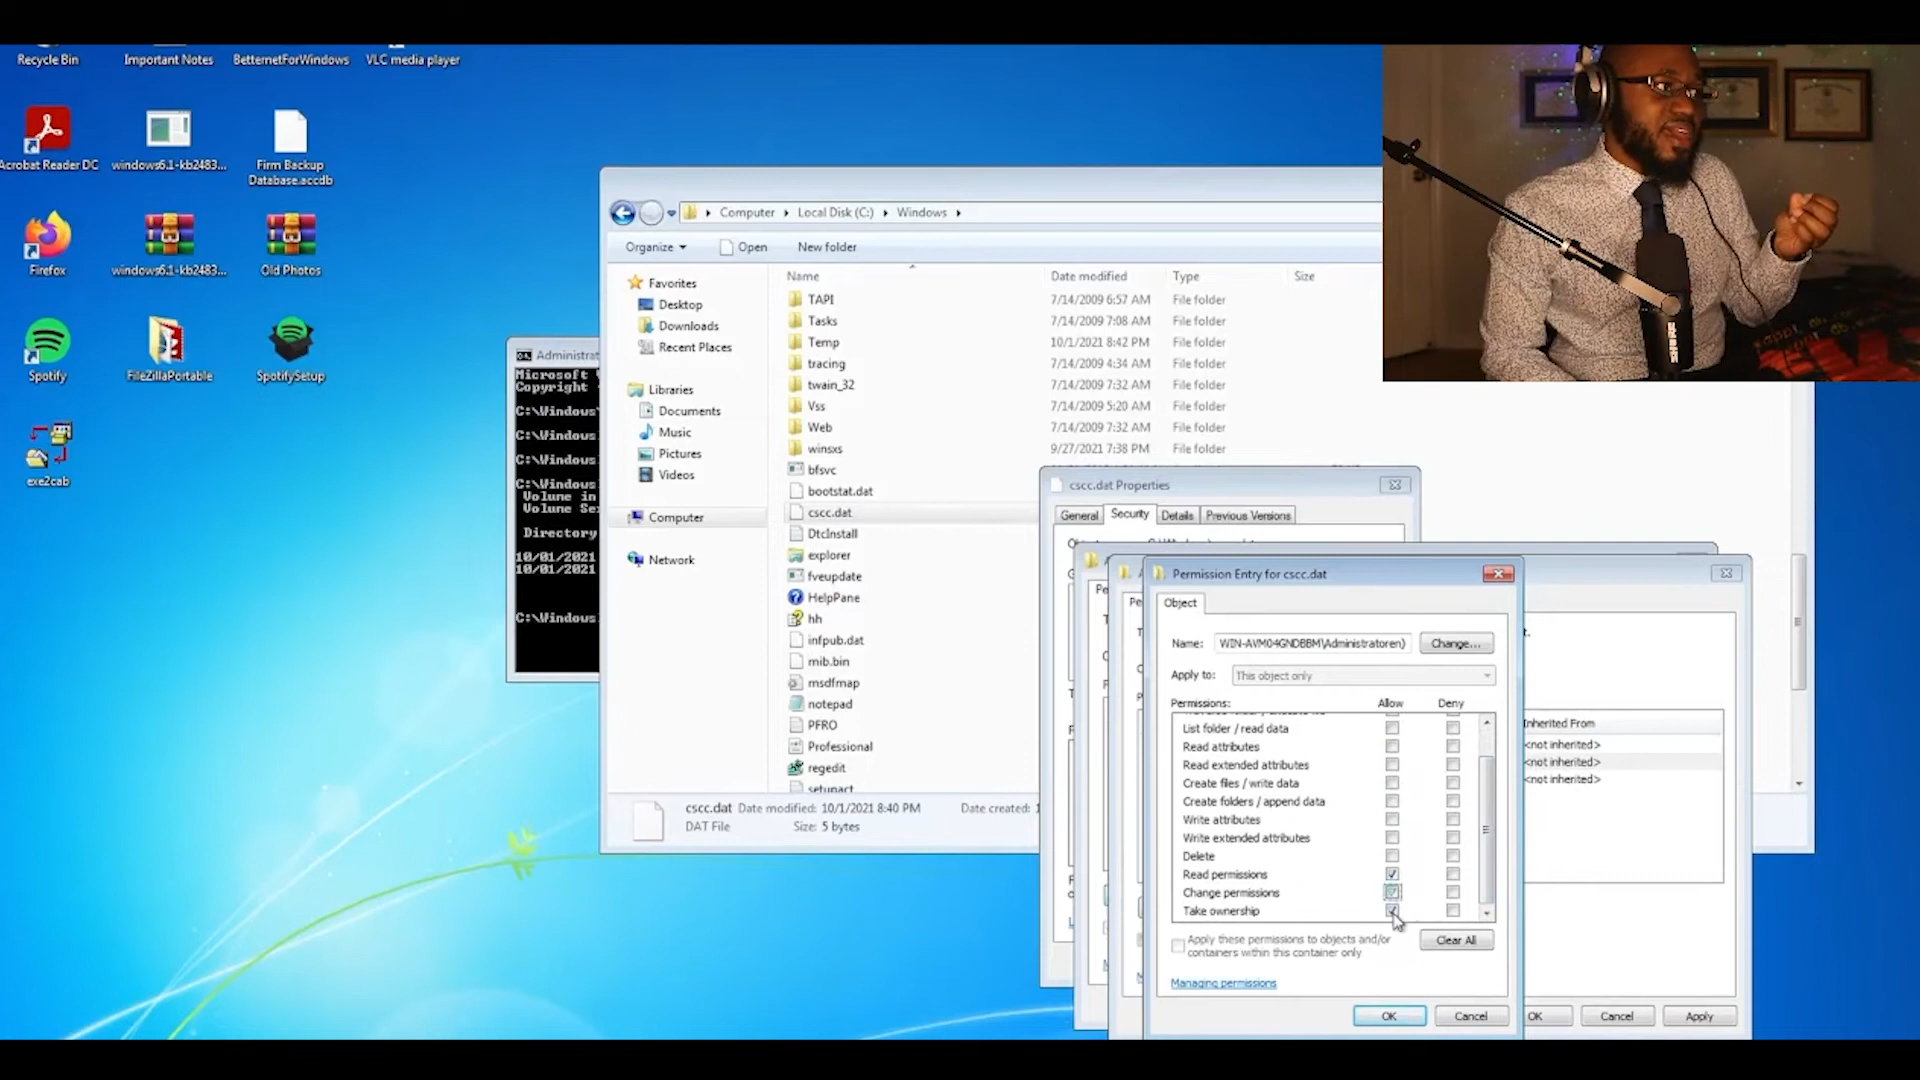 Recycle Bin
Important Notes
BetternetForWindows
VLC media player
Acrobat Reader DC
windows6.1-kb2483...
Firm Backup
Database.accdb
Firefox
windows6.1-kb2483...
Old Photos
Spotify
FileZillaPortable
SpotifySetup
exe2cab
Administrat
Microsoft
Copyright
C:\Windows
C:\Windows
C:\Windows
C:\Windows
Volume in
Volume Se
Directory
10/01/2021
10/01/2021
C:\Windows
Computer
Local Disk (C:)
Windows
Organize
Open
New folder
Favorites
Desktop
Downloads
Recent Places
Libraries
Documents
Music
Pictures
Videos
Computer
Network
Name Date modified Type Size
TAPI 7/14/2009 6:57 AM File folder
Tasks 7/14/2009 7:08 AM File folder
Temp 10/1/2021 8:42 PM File folder
tracing 7/14/2009 4:34 AM File folder
twain_32 7/14/2009 7:32 AM File folder
Vss 7/14/2009 5:20 AM File folder
Web 7/14/2009 7:32 AM File folder
winsxs 9/27/2021 7:38 PM File folder
bfsvc
bootstat.dat
cscc.dat
DtcInstall
explorer
fveupdate
HelpPane
hh
infpub.dat
mib.bin
msdfmap
notepad
PFRO
Professional
regedit
setupact
cscc.dat Date modified: 10/1/2021 8:40 PM Date created: 1
DAT File Size: 5 bytes
cscc.dat Properties
General Security Details Previous Versions
Permission Entry for cscc.dat
Object
Name: WIN-AVM04GNDBBM\Administratoren) Change...
Apply to: This object only
Permissions: Allow Deny
List folder / read data
Read attributes
Read extended attributes
Create files / write data
Create folders / append data
Write attributes
Write extended attributes
Delete
Read permissions
Change permissions
Take ownership
Apply these permissions to objects and/or
containers within this container only
Clear All
Managing permissions
OK Cancel
Inherited From
<not inherited>
<not inherited>
<not inherited>
OK Cancel Apply
SHURE